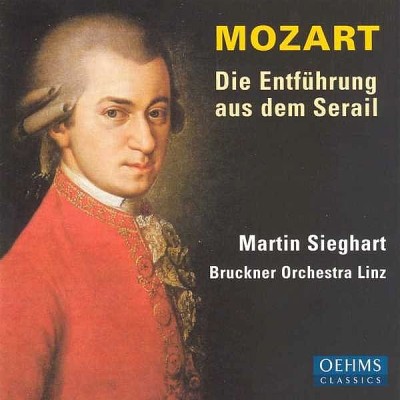 MOZART
Die Entführung
aus dem Serail
Martin Sieghart
Bruckner Orchestra Linz
OEHMS
CLASSICS